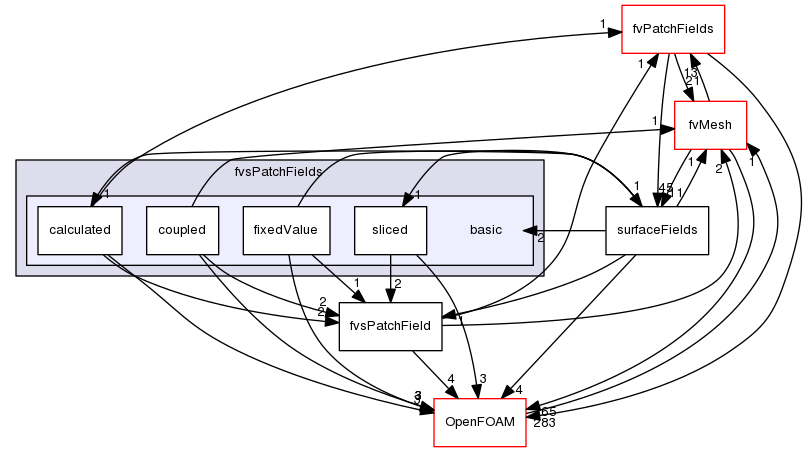 1
fvPatchFields
1
13
21
fvMesh
1
fvsPatchFields
1
2
1
calculated
coupled
fixedValue
sliced
basic
1
1
1
surfaceFields
2
1
2
2
2
fvsPatchField
1
4
3
4
3
OpenFOAM
283